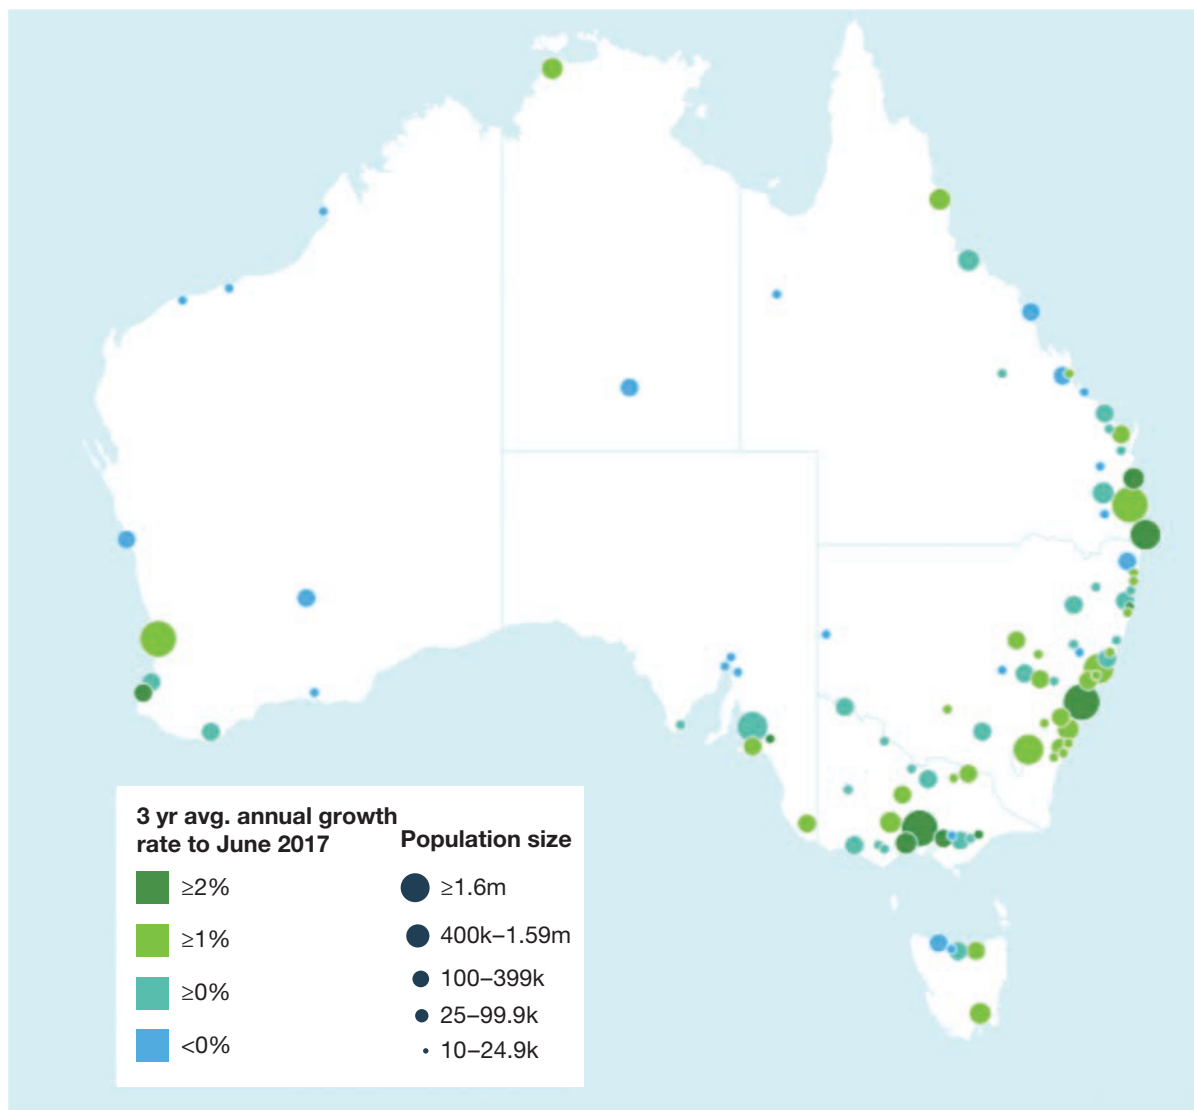 3 yr avg. annual growth
rate to June 2017
≥2%
≥1%
≥0%
<0%
Population size
≥1.6m
400k–1.59m
100–399k
25–99.9k
10–24.9k